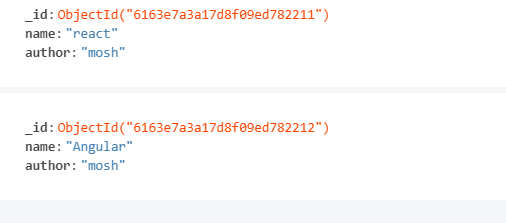 _id: ObjectId("6163e7a3a17d8f09ed782211")
name: "react"
author: "mosh"
_id: ObjectId("6163e7a3a17d8f09ed782212")
name: "Angular"
author: "mosh"